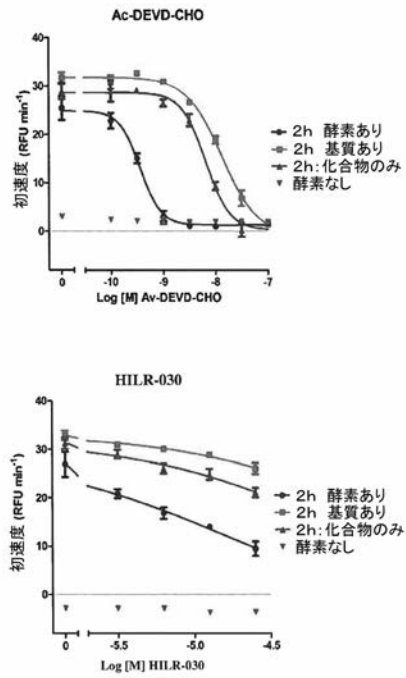 Ac-DEVD-CHO
40
30
20
10
0
初速度 (RFU min⁻¹)
0 -10 -9 -8 -7
Log [M] Av-DEVD-CHO
2h 酵素あり
2h 基質あり
2h:化合物のみ
酵素なし
HILR-030
40
30
20
10
0
初速度 (RFU min⁻¹)
0 -5.5 -5.0 -4.5
Log [M] HILR-030
2h 酵素あり
2h 基質あり
2h:化合物のみ
酵素なし